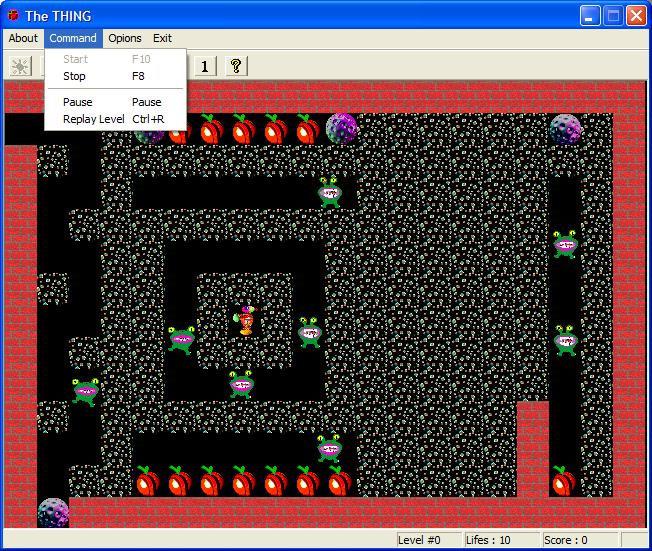 The THING
About Command Opions Exit
Start F10
Stop F8
1 ?
Pause Pause
Replay Level Ctrl+R
Level #0 Lifes : 10 Score : 0